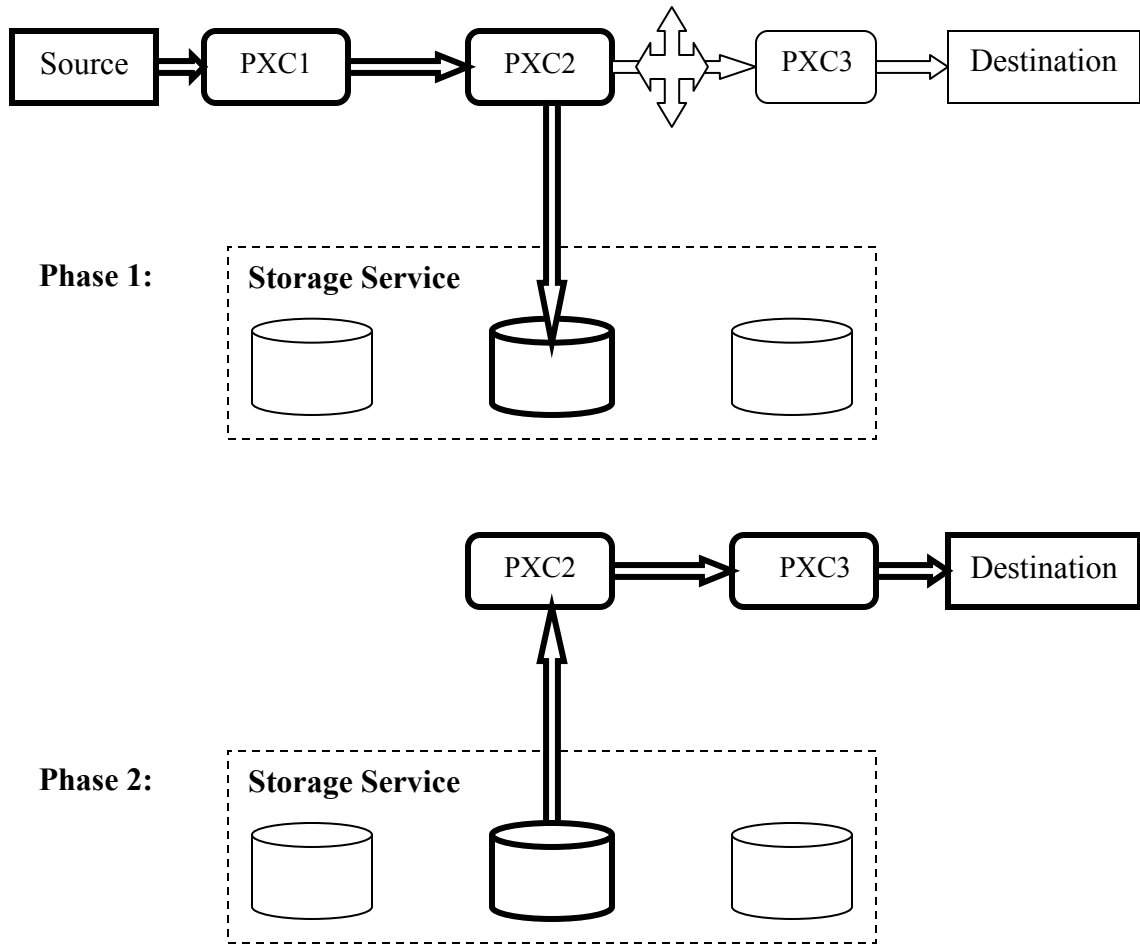 Source PXC1 PXC2 PXC3 Destination
Phase 1: Storage Service
PXC2 PXC3 Destination
Phase 2: Storage Service